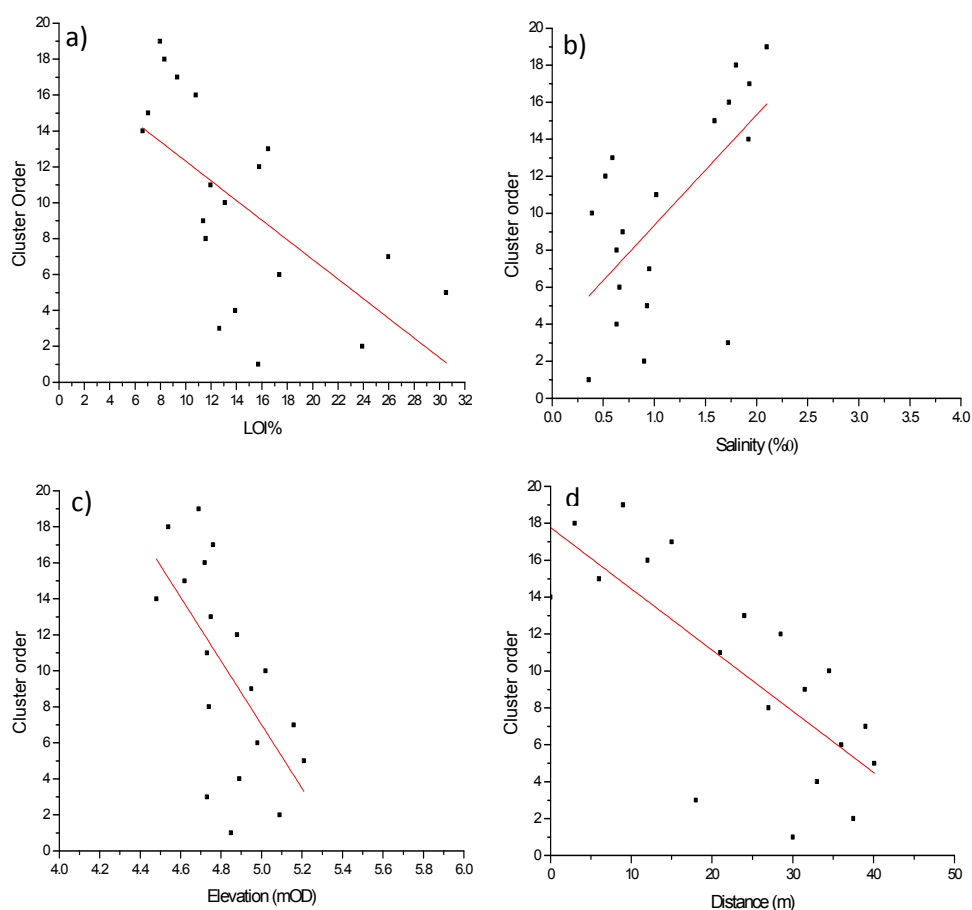 a)
20
18
16
14
12
10
8
6
4
2
0
Cluster Order
0 2 4 6 8 10 12 14 16 18 20 22 24 26 28 30 32
LOI%
b)
20
18
16
14
12
10
8
6
4
2
0
Cluster order
0.0 0.5 1.0 1.5 2.0 2.5 3.0 3.5 4.0
Salinity (‰)
c)
20
18
16
14
12
10
8
6
4
2
0
Cluster order
4.0 4.2 4.4 4.6 4.8 5.0 5.2 5.4 5.6 5.8 6.0
Elevation (mOD)
d
20
18
16
14
12
10
8
6
4
2
0
Cluster order
0 10 20 30 40 50
Distance (m)